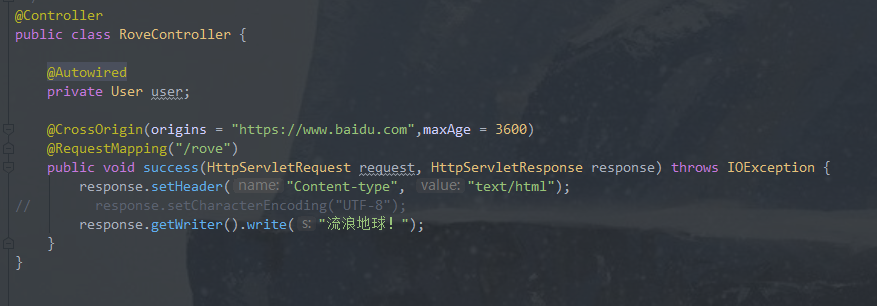 @Controller
public class RoveController {
@Autowired
private User user;
@CrossOrigin(origins = "https://www.baidu.com",maxAge = 3600)
@RequestMapping("/rove")
public void success(HttpServletRequest request, HttpServletResponse response) throws IOException {
response.setHeader( name: "Content-type", value: "text/html");
// response.setCharacterEncoding("UTF-8");
response.getWriter().write( s: "流浪地球！");
}
}